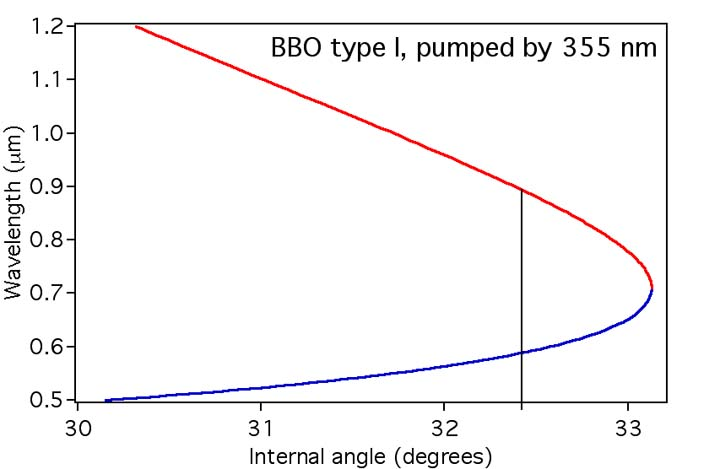 BBO type I, pumped by 355 nm
Wavelength (µm)
1.2
1.1
1.0
0.9
0.8
0.7
0.6
0.5
30 31 32 33
Internal angle (degrees)